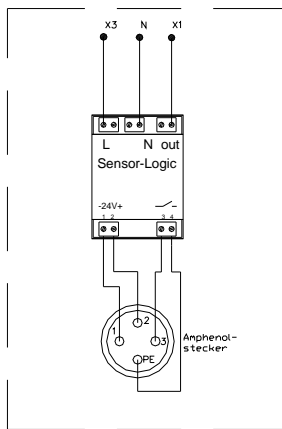 X3 N X1
L N out
Sensor-Logic
-24V+
1 2 3 4
2
1 3
Amphenol-
stecker
PE